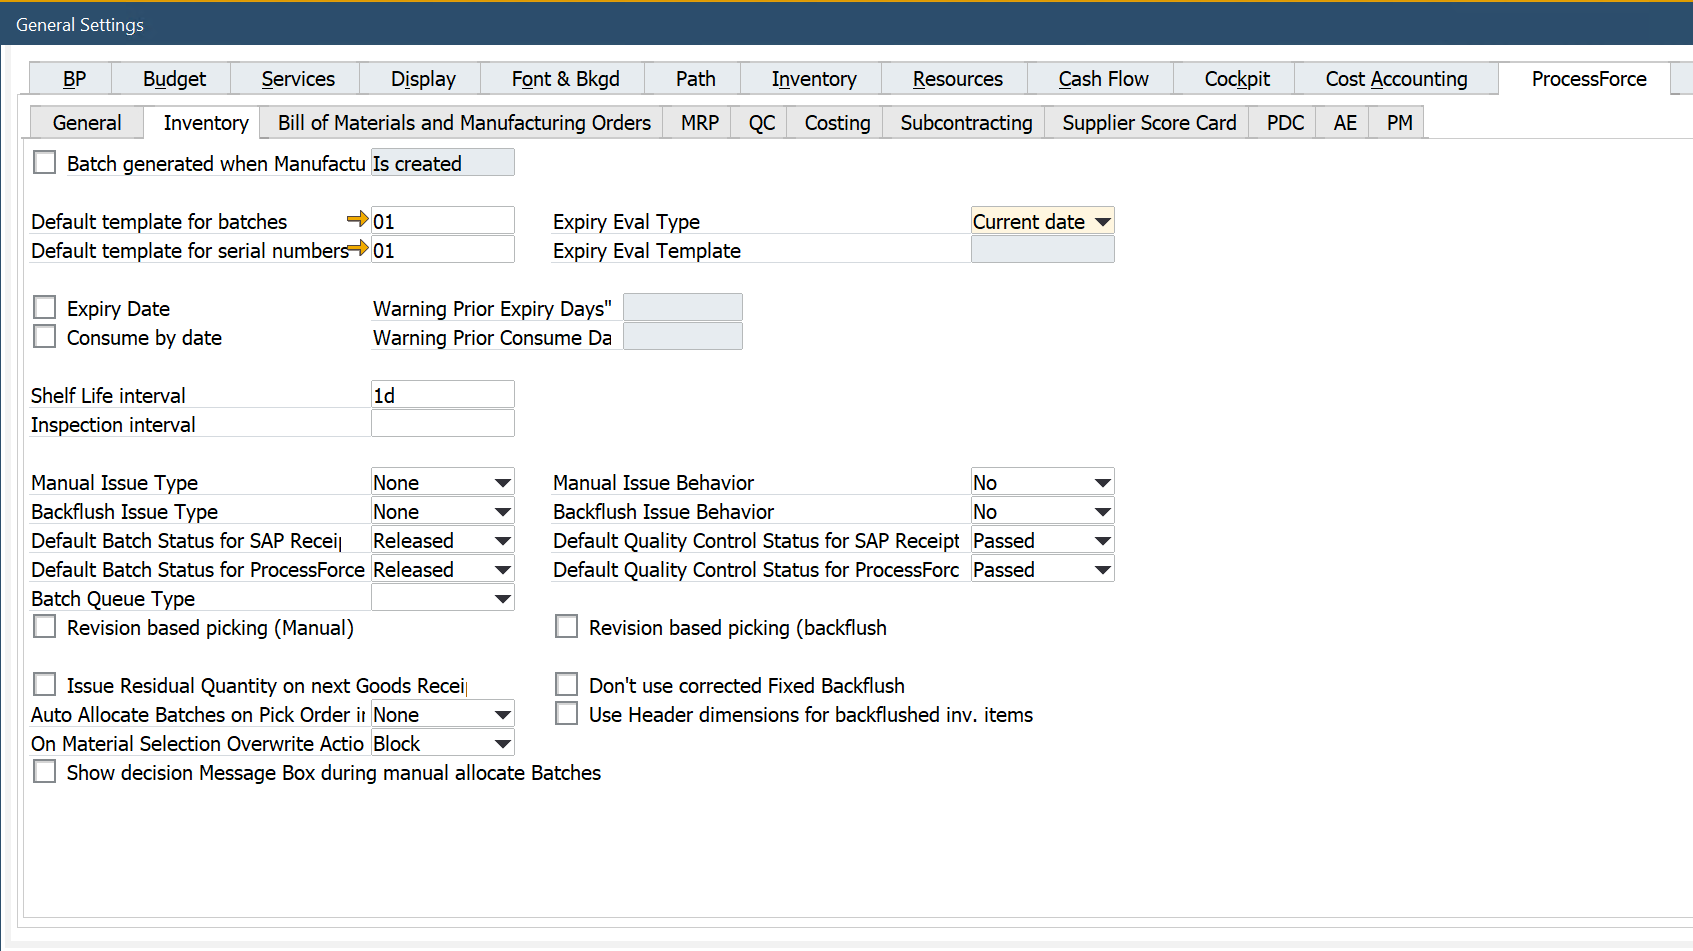 General Settings
BP Budget Services Display Font & Bkgd Path Inventory Resources Cash Flow Cockpit Cost Accounting ProcessForce
General Inventory Bill of Materials and Manufacturing Orders MRP QC Costing Subcontracting Supplier Score Card PDC AE PM
Batch generated when Manufactu Is created
Default template for batches 01 Expiry Eval Type Current date
Default template for serial numbers 01 Expiry Eval Template
Expiry Date Warning Prior Expiry Days"
Consume by date Warning Prior Consume Da
Shelf Life interval 1d
Inspection interval
Manual Issue Type None Manual Issue Behavior No
Backflush Issue Type None Backflush Issue Behavior No
Default Batch Status for SAP Receip Released Default Quality Control Status for SAP Receipt Passed
Default Batch Status for ProcessForce Released Default Quality Control Status for ProcessForc Passed
Batch Queue Type
Revision based picking (Manual) Revision based picking (backflush
Issue Residual Quantity on next Goods Receip Don't use corrected Fixed Backflush
Auto Allocate Batches on Pick Order in None Use Header dimensions for backflushed inv. items
On Material Selection Overwrite Actio Block
Show decision Message Box during manual allocate Batches